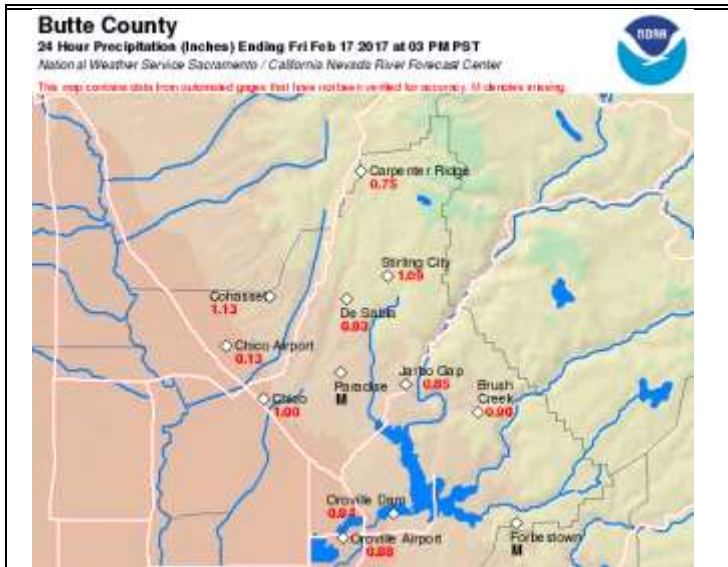 Butte County
24 Hour Precipitation (Inches) Ending Fri Feb 17 2017 at 03 PM PST
National Weather Service Sacramento / California Nevada River Forecast Center
This map contains data from automated gages that have not been verified for accuracy. M denotes missing.
NOAA
Carpenter Ridge
0.75
Stirling City
1.09
Cohasset
1.13
De Sabla
0.93
Chico Airport
0.13
Jarbo Gap
0.85
Paradise
M
Brush
Creek
0.90
Chico
1.00
Oroville Dam
Oroville Airport
0.88
Forbestown
M